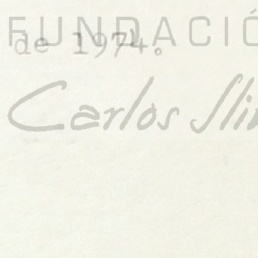 FUNDACIÓ
de 1974.
Carlos Sli